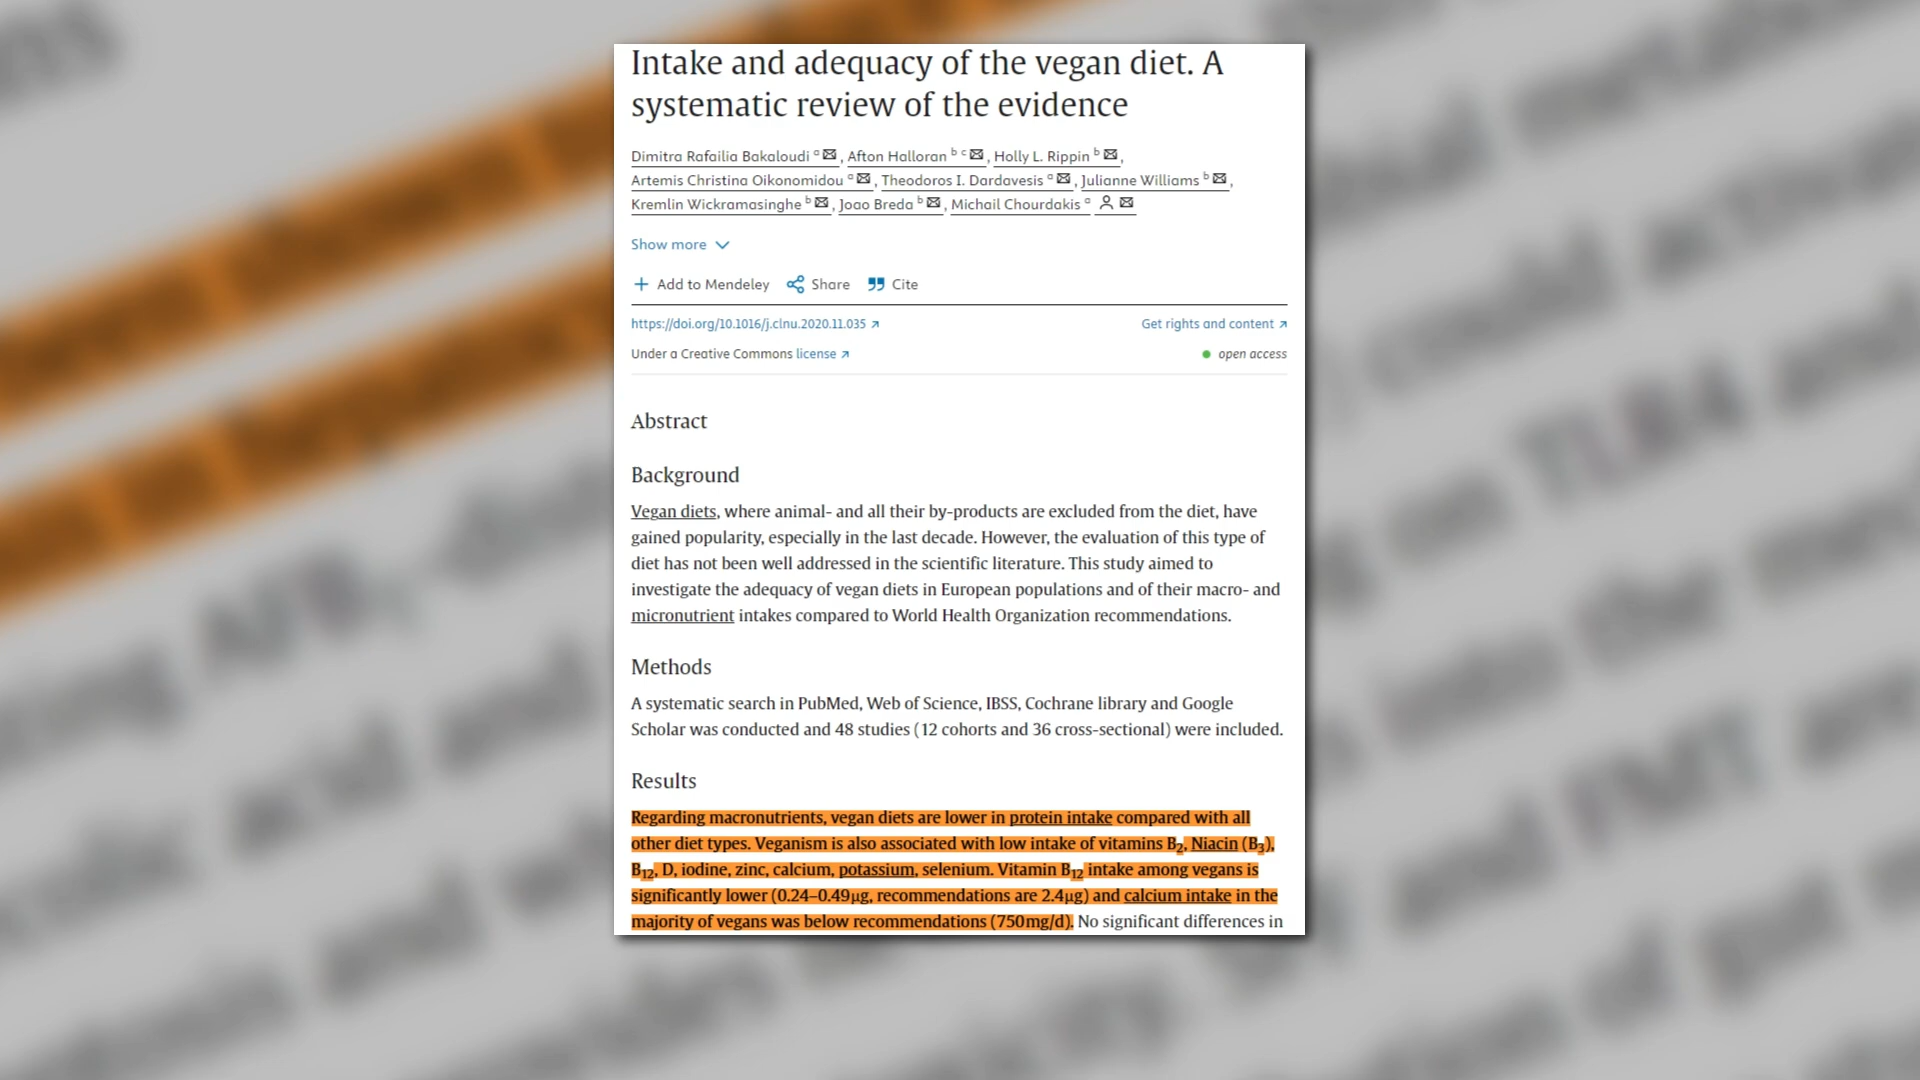 Intake and adequacy of the vegan diet. A
systematic review of the evidence
Dimitra Rafailia Bakaloudi a, Afton Halloran b c, Holly L. Rippin b,
Artemis Christina Oikonomidou a, Theodoros I. Dardavesis a, Julianne Williams b,
Kremlin Wickramasinghe b, Joao Breda b, Michail Chourdakis a
Show more
Add to Mendeley Share Cite
https://doi.org/10.1016/j.clnu.2020.11.035 Get rights and content
Under a Creative Commons license open access
Abstract
Background
Vegan diets, where animal- and all their by-products are excluded from the diet, have
gained popularity, especially in the last decade. However, the evaluation of this type of
diet has not been well addressed in the scientific literature. This study aimed to
investigate the adequacy of vegan diets in European populations and of their macro- and
micronutrient intakes compared to World Health Organization recommendations.
Methods
A systematic search in PubMed, Web of Science, IBSS, Cochrane library and Google
Scholar was conducted and 48 studies (12 cohorts and 36 cross-sectional) were included.
Results
Regarding macronutrients, vegan diets are lower in protein intake compared with all
other diet types. Veganism is also associated with low intake of vitamins B2, Niacin (B3),
B12, D, iodine, zinc, calcium, potassium, selenium. Vitamin B12 intake among vegans is
significantly lower (0.24–0.49μg, recommendations are 2.4μg) and calcium intake in the
majority of vegans was below recommendations (750mg/d). No significant differences in